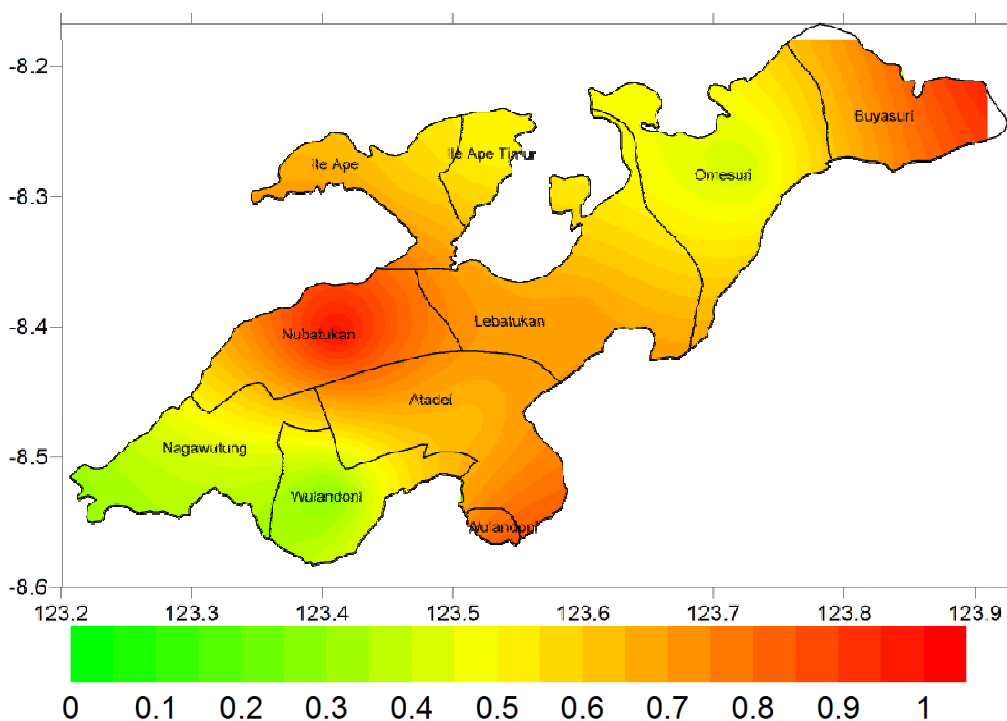 -8.2
Buyasuri
Ile Ape
Ile Ape Timur
Omesuri
-8.3
Lebatukan
-8.4
Nubatukan
Atadei
Nagawutung
-8.5
Wulandoni
Wulandoni
-8.6
123.2 123.3 123.4 123.5 123.6 123.7 123.8 123.9
0 0.1 0.2 0.3 0.4 0.5 0.6 0.7 0.8 0.9 1